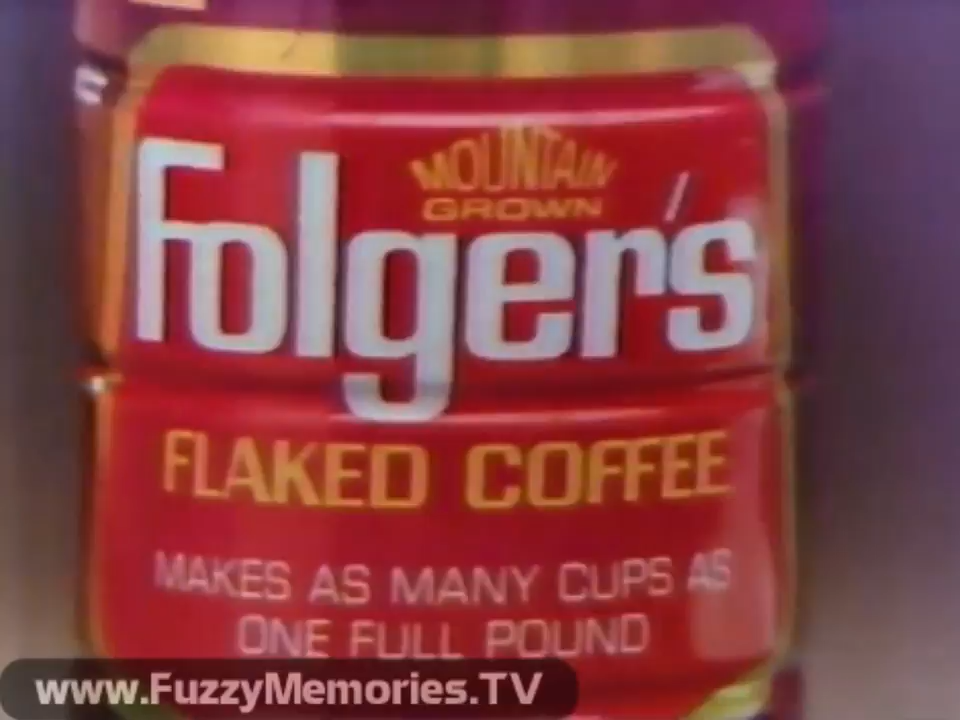 MOUNTAIN
GROWN
Folger's
FLAKED COFFEE
MAKES AS MANY CUPS AS
ONE FULL POUND
www.FuzzyMemories.TV